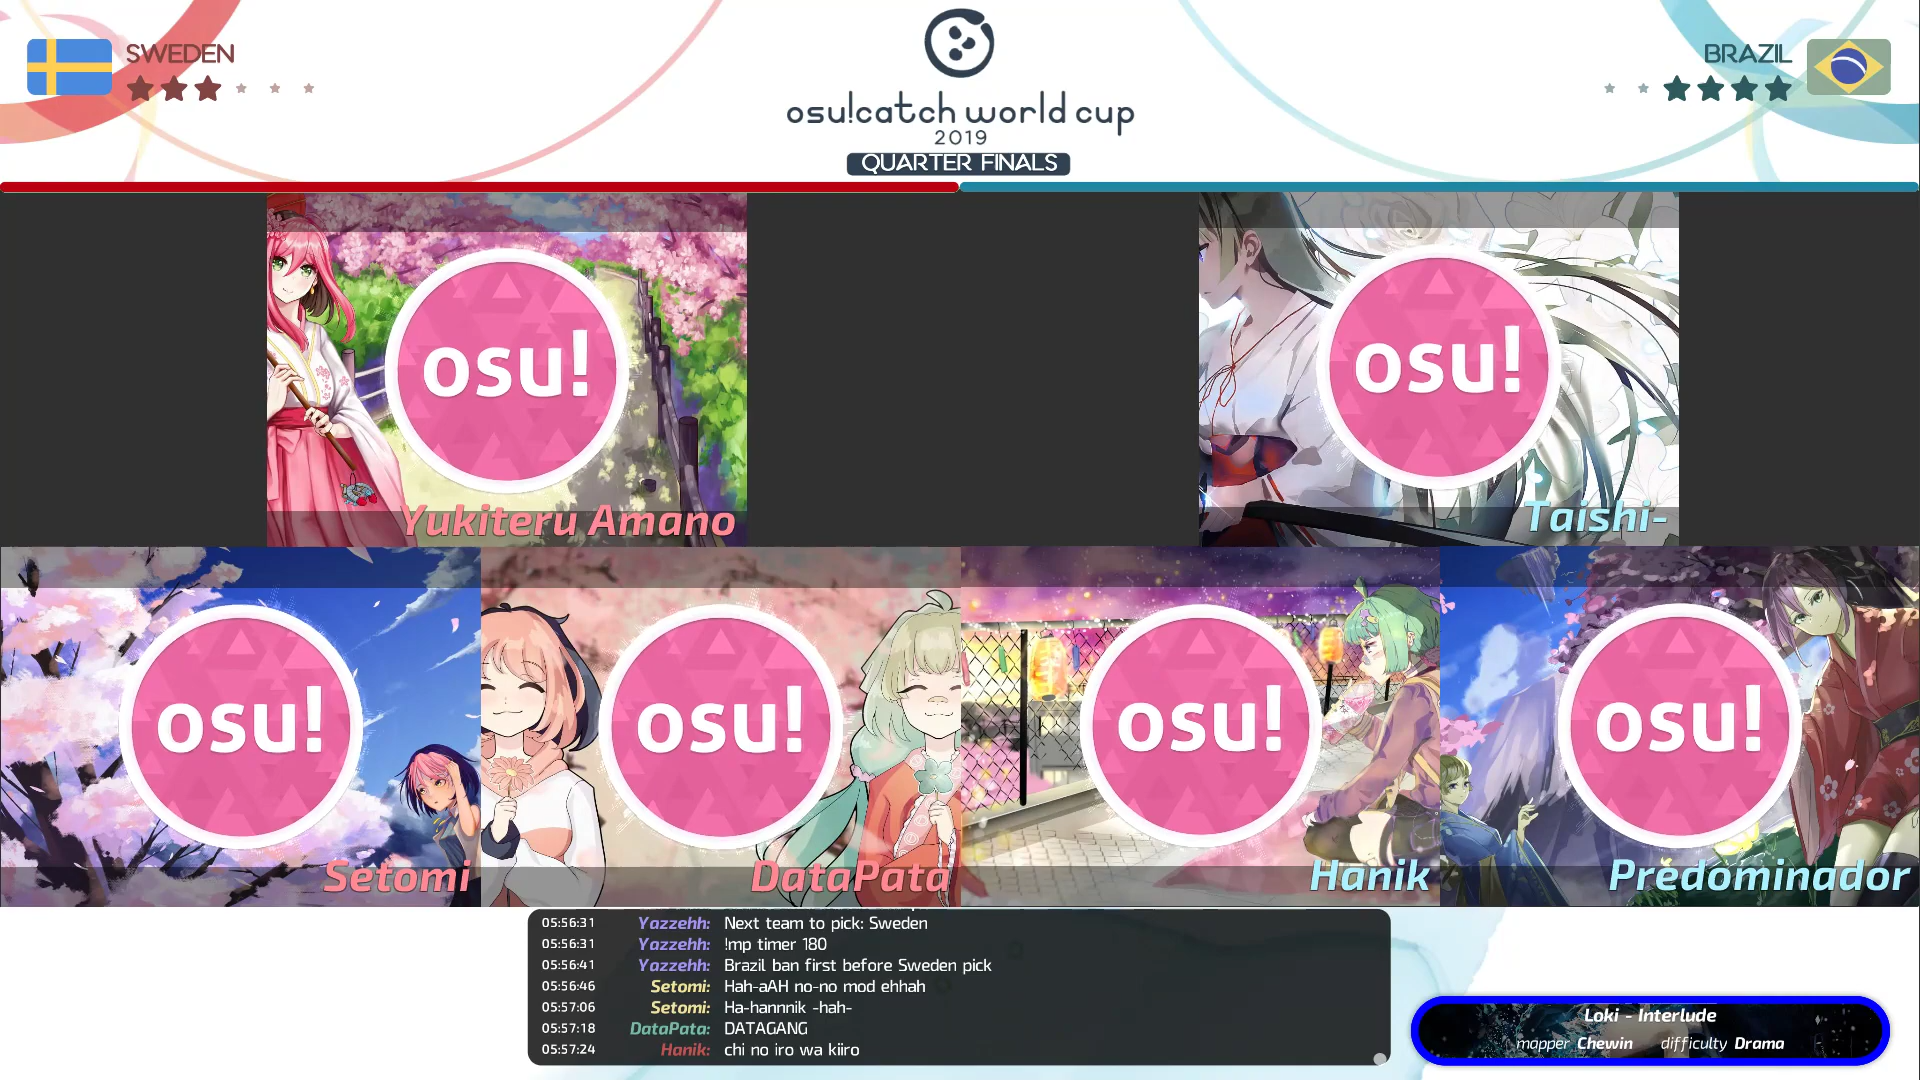 SWEDEN
BRAZIL
osu!catch world cup
2019
QUARTER FINALS
osu!
Yukiteru Amano
osu!
Taishi-
osu!
Setomi
osu!
DataPata
osu!
Hanik
osu!
Predominador
05:56:31 Yazzehh: Next team to pick: Sweden
05:56:31 Yazzehh: !mp timer 180
05:56:41 Yazzehh: Brazil ban first before Sweden pick
05:56:46 Setomi: Hah-aAH no-no mod ehhah
05:57:06 Setomi: Ha-hannnik -hah-
05:57:18 DataPata: DATAGANG
05:57:24 Hanik: chi no iro wa kiiro
Loki - Interlude
mapper Chewin difficulty Drama